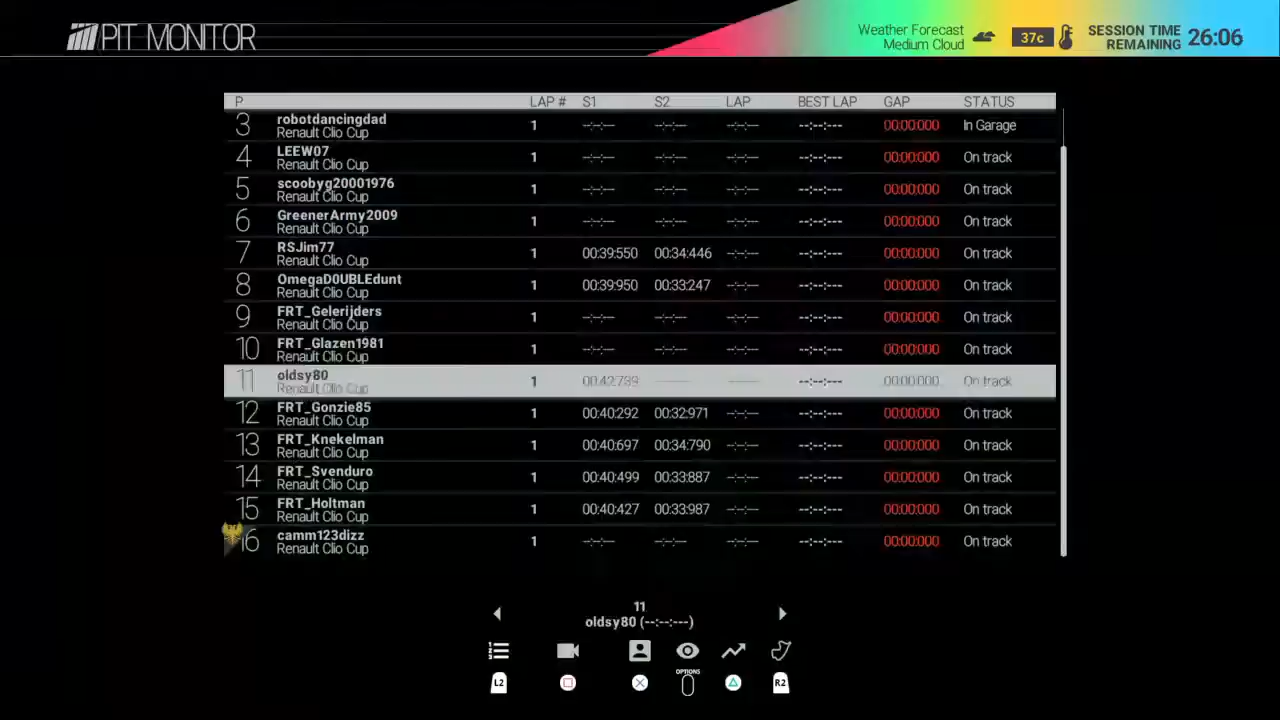 PIT MONITOR
Weather Forecast
Medium Cloud
37c
SESSION TIME
REMAINING
26:06
P LAP # S1 S2 LAP BEST LAP GAP STATUS
3 robotdancingdad 1 --:--:--- --:--:--- --:--:--- --:--:--- 00:00:000 In Garage
Renault Clio Cup
4 LEEW07 1 --:--:--- --:--:--- --:--:--- --:--:--- 00:00:000 On track
Renault Clio Cup
5 scoobyg20001976 1 --:--:--- --:--:--- --:--:--- --:--:--- 00:00:000 On track
Renault Clio Cup
6 GreenerArmy2009 1 --:--:--- --:--:--- --:--:--- --:--:--- 00:00:000 On track
Renault Clio Cup
7 RSJim77 1 00:39:550 00:34:446 --:--:--- --:--:--- 00:00:000 On track
Renault Clio Cup
8 OmegaD0UBLEdunt 1 00:39:950 00:33:247 --:--:--- --:--:--- 00:00:000 On track
Renault Clio Cup
9 FRT_Gelerijders 1 --:--:--- --:--:--- --:--:--- --:--:--- 00:00:000 On track
Renault Clio Cup
10 FRT_Glazen1981 1 --:--:--- --:--:--- --:--:--- --:--:--- 00:00:000 On track
Renault Clio Cup
11 oldsy80 1 00:42:739 --:--:--- --:--:--- --:--:--- 00:00:000 On track
Renault Clio Cup
12 FRT_Gonzie85 1 00:40:292 00:32:971 --:--:--- --:--:--- 00:00:000 On track
Renault Clio Cup
13 FRT_Knekelman 1 00:40:697 00:34:790 --:--:--- --:--:--- 00:00:000 On track
Renault Clio Cup
14 FRT_Svenduro 1 00:40:499 00:33:887 --:--:--- --:--:--- 00:00:000 On track
Renault Clio Cup
15 FRT_Holtman 1 00:40:427 00:33:987 --:--:--- --:--:--- 00:00:000 On track
Renault Clio Cup
16 camm123dizz 1 --:--:--- --:--:--- --:--:--- --:--:--- 00:00:000 On track
Renault Clio Cup
11
oldsy80 (--:--:---)
OPTIONS
L2
R2